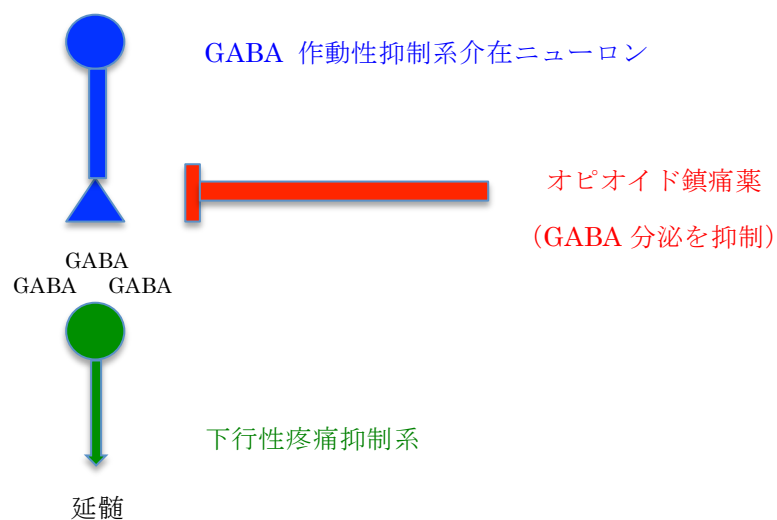 GABA 作動性抑制系介在ニューロン
オピオイド鎮痛薬
（GABA 分泌を抑制）
GABA
GABA GABA
下行性疼痛抑制系
延髄